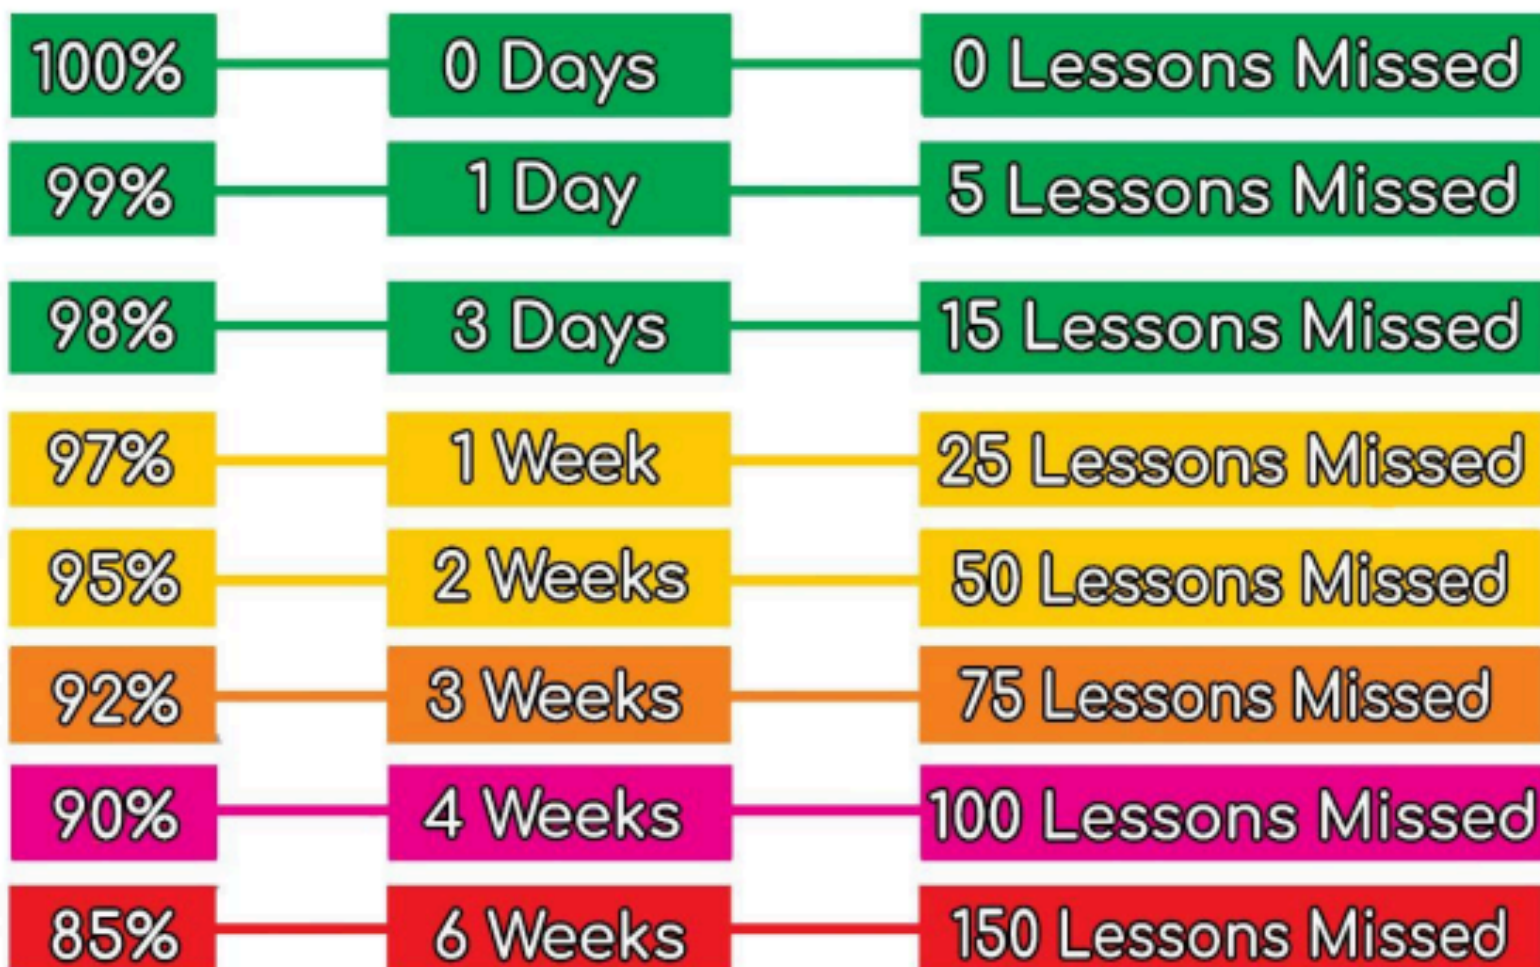 100% 0 Days 0 Lessons Missed
99% 1 Day 5 Lessons Missed
98% 3 Days 15 Lessons Missed
97% 1 Week 25 Lessons Missed
95% 2 Weeks 50 Lessons Missed
92% 3 Weeks 75 Lessons Missed
90% 4 Weeks 100 Lessons Missed
85% 6 Weeks 150 Lessons Missed